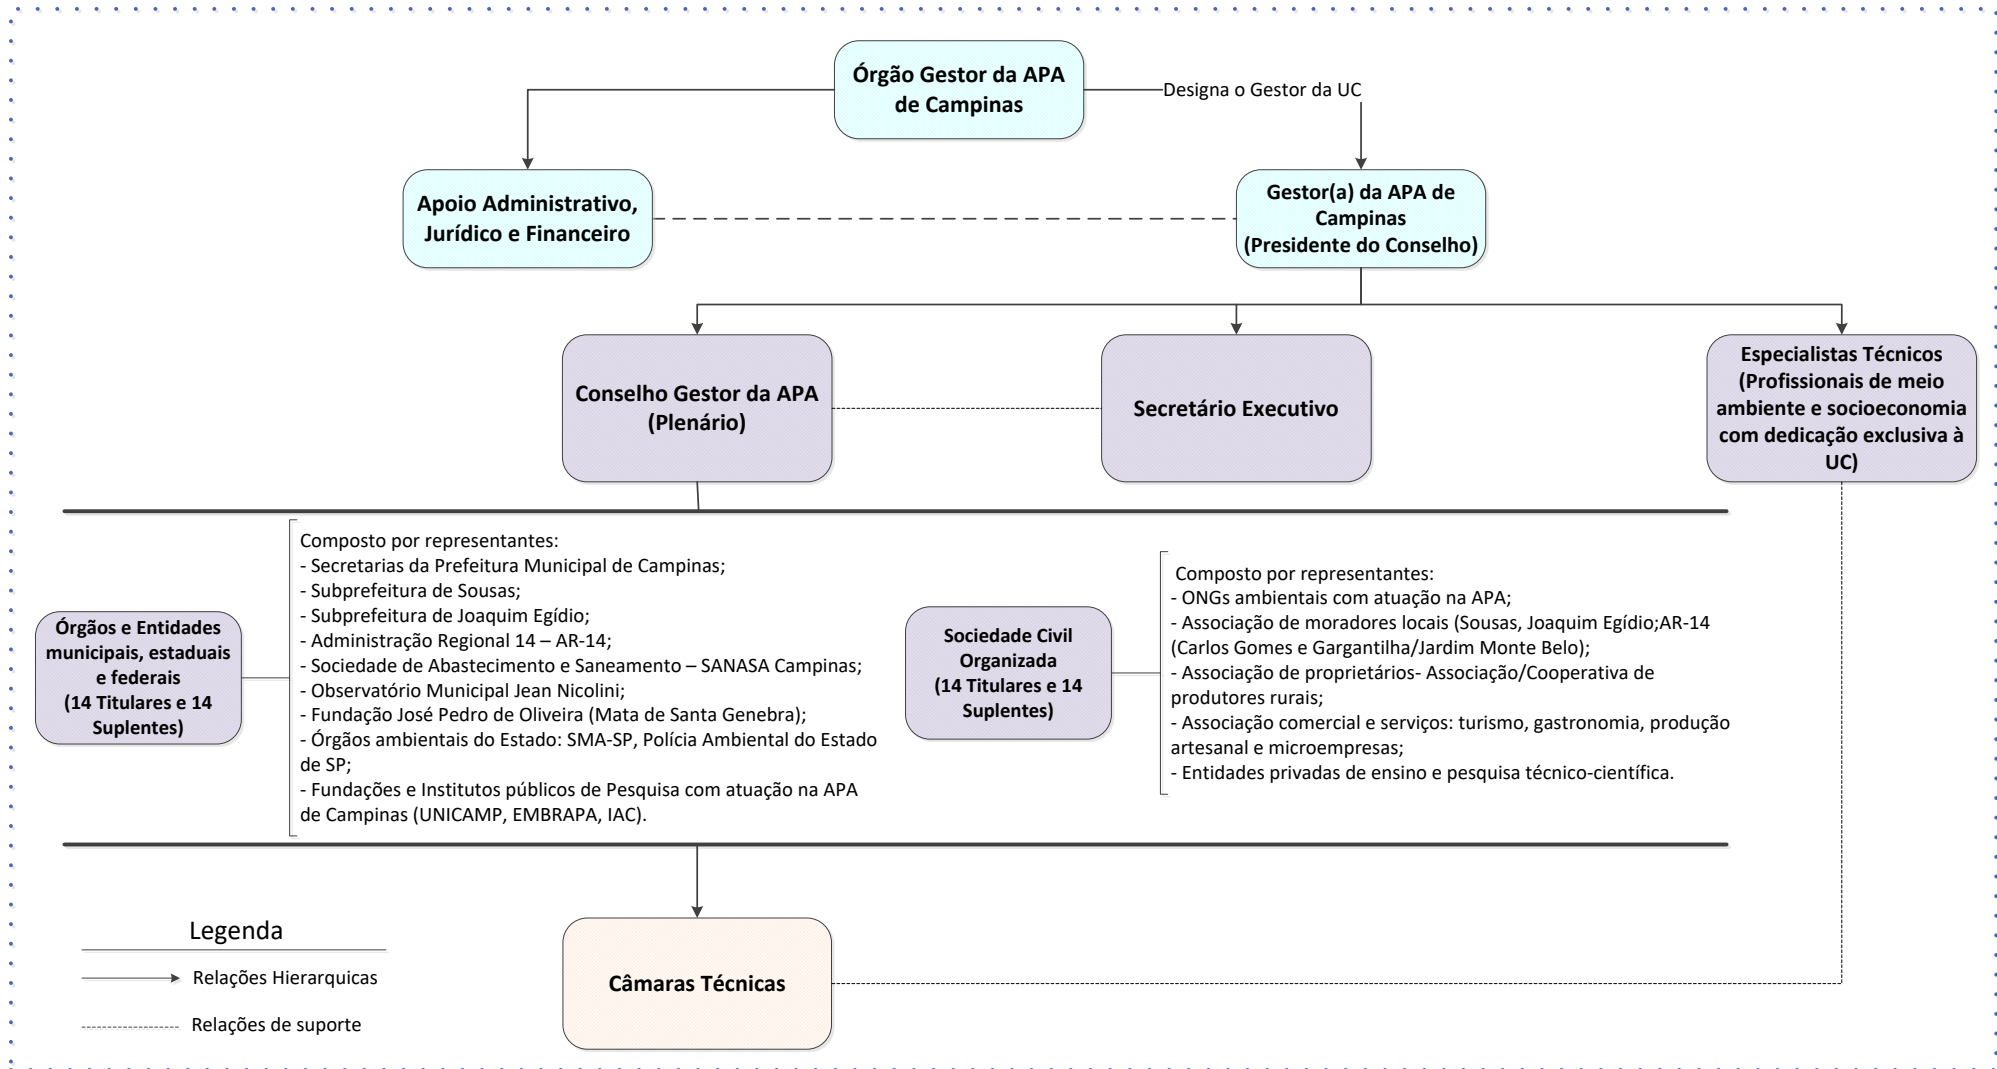 Órgão Gestor da APA
de Campinas
Designa o Gestor da UC
Apoio Administrativo,
Jurídico e Financeiro
Gestor(a) da APA de
Campinas
(Presidente do Conselho)
Conselho Gestor da APA
(Plenário)
Secretário Executivo
Especialistas Técnicos
(Profissionais de meio
ambiente e socioeconomia
com dedicação exclusiva à
UC)
Órgãos e Entidades
municipais, estaduais
e federais
(14 Titulares e 14
Suplentes)
Composto por representantes:
- Secretarias da Prefeitura Municipal de Campinas;
- Subprefeitura de Sousas;
- Subprefeitura de Joaquim Egídio;
- Administração Regional 14 – AR-14;
- Sociedade de Abastecimento e Saneamento – SANASA Campinas;
- Observatório Municipal Jean Nicolini;
- Fundação José Pedro de Oliveira (Mata de Santa Genebra);
- Órgãos ambientais do Estado: SMA-SP, Polícia Ambiental do Estado
de SP;
- Fundações e Institutos públicos de Pesquisa com atuação na APA
de Campinas (UNICAMP, EMBRAPA, IAC).
Sociedade Civil
Organizada
(14 Titulares e 14
Suplentes)
Composto por representantes:
- ONGs ambientais com atuação na APA;
- Associação de moradores locais (Sousas, Joaquim Egídio;AR-14
(Carlos Gomes e Gargantilha/Jardim Monte Belo);
- Associação de proprietários- Associação/Cooperativa de
produtores rurais;
- Associação comercial e serviços: turismo, gastronomia, produção
artesanal e microempresas;
- Entidades privadas de ensino e pesquisa técnico-científica.
Câmaras Técnicas
Legenda
Relações Hierarquicas
Relações de suporte